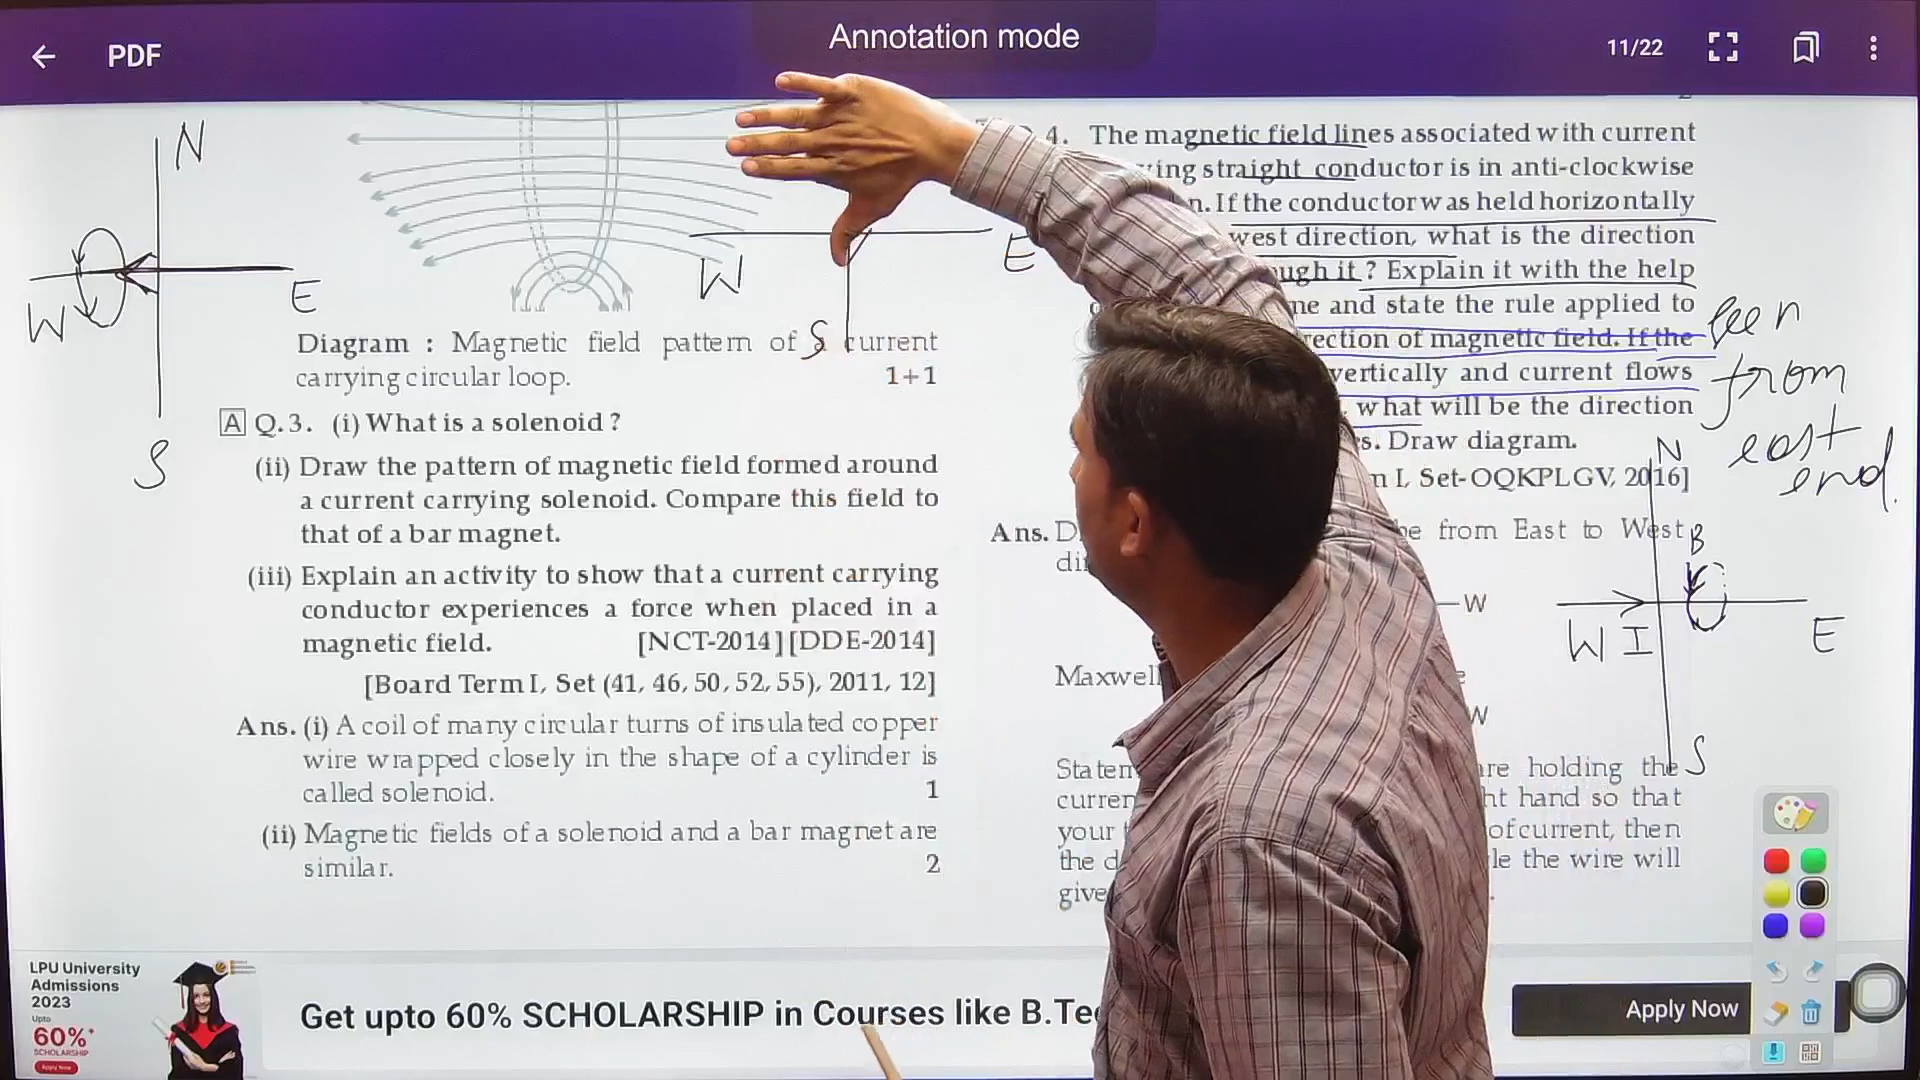 PDF
Annotation mode
11/22
N
W
E
S
W
E
S
Diagram : Magnetic field pattern of current
carrying circular loop. 1+1
A Q.3. (i) What is a solenoid ?
(ii) Draw the pattern of magnetic field formed around
a current carrying solenoid. Compare this field to
that of a bar magnet.
(iii) Explain an activity to show that a current carrying
conductor experiences a force when placed in a
magnetic field. [NCT-2014] [DDE-2014]
[Board Term I, Set (41, 46, 50, 52, 55), 2011, 12]
Ans. (i) A coil of many circular turns of insulated copper
wire wrapped closely in the shape of a cylinder is
called solenoid. 1
(ii) Magnetic fields of a solenoid and a bar magnet are
similar. 2
4. The magnetic field lines associated with current
straight conductor is in anti-clockwise
If the conductor was held horizontally
west direction, what is the direction
it ? Explain it with the help
and state the rule applied to
of magnetic field. If the
vertically and current flows
what will be the direction
Draw diagram.
I, Set-OQKPLGV, 2016]
Ans. be from East to West
W
Maxwell
W
holding the
hand so that
your of current, then
the the wire will
from
east
end.
N
B
W I
E
S
LPU University
Admissions
2023
Upto
60%*
SCHOLARSHIP
Apply Now
Get upto 60% SCHOLARSHIP in Courses like
Apply Now